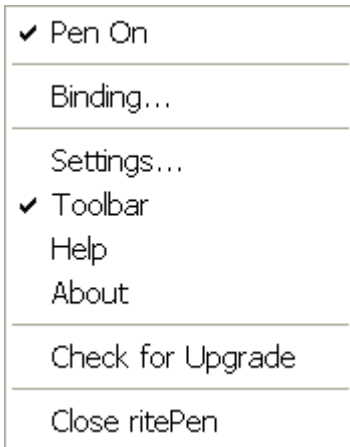 Pen On
Binding...
Settings...
Toolbar
Help
About
Check for Upgrade
Close ritePen